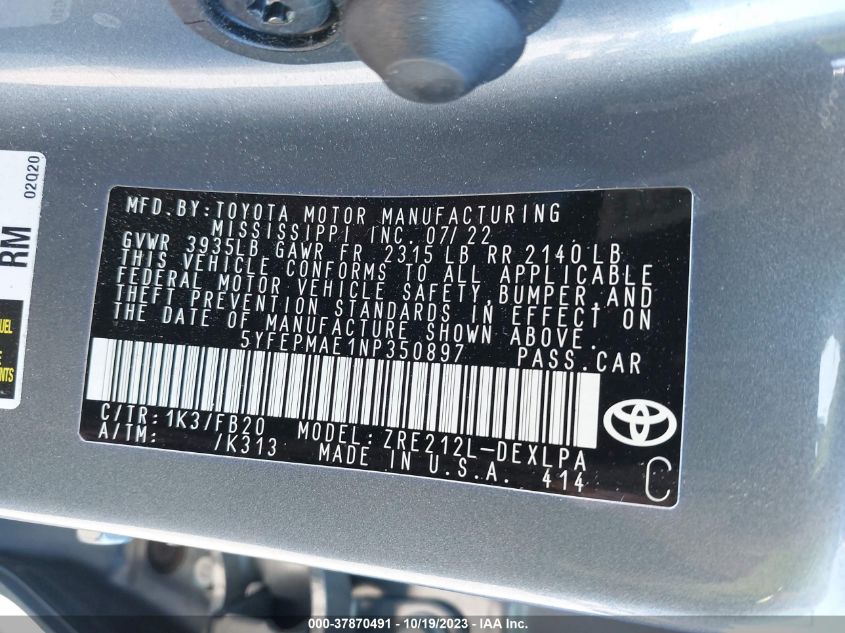 02Q20
RM
UEL
E
ENTS
MFD.BY:TOYOTA MOTOR MANUFACTURING
MISSISSIPPI INC.07/22
GVWR 3935LB GAWR FR 2315 LB RR 2140 LB
THIS VEHICLE CONFORMS TO ALL APPLICABLE
FEDERAL MOTOR VEHICLE SAFETY,BUMPER,AND
THEFT PREVENTION STANDARDS IN EFFECT ON
THE DATE OF MANUFACTURE SHOWN ABOVE.
5YFEPMAE1NP350897 PASS.CAR
C/TR:1K3/FB20 MODEL:ZRE212L-DEXLPA
A/TM: /K313 MADE IN U.S.A. 414
C
000-37870491 - 10/19/2023 - IAA Inc.